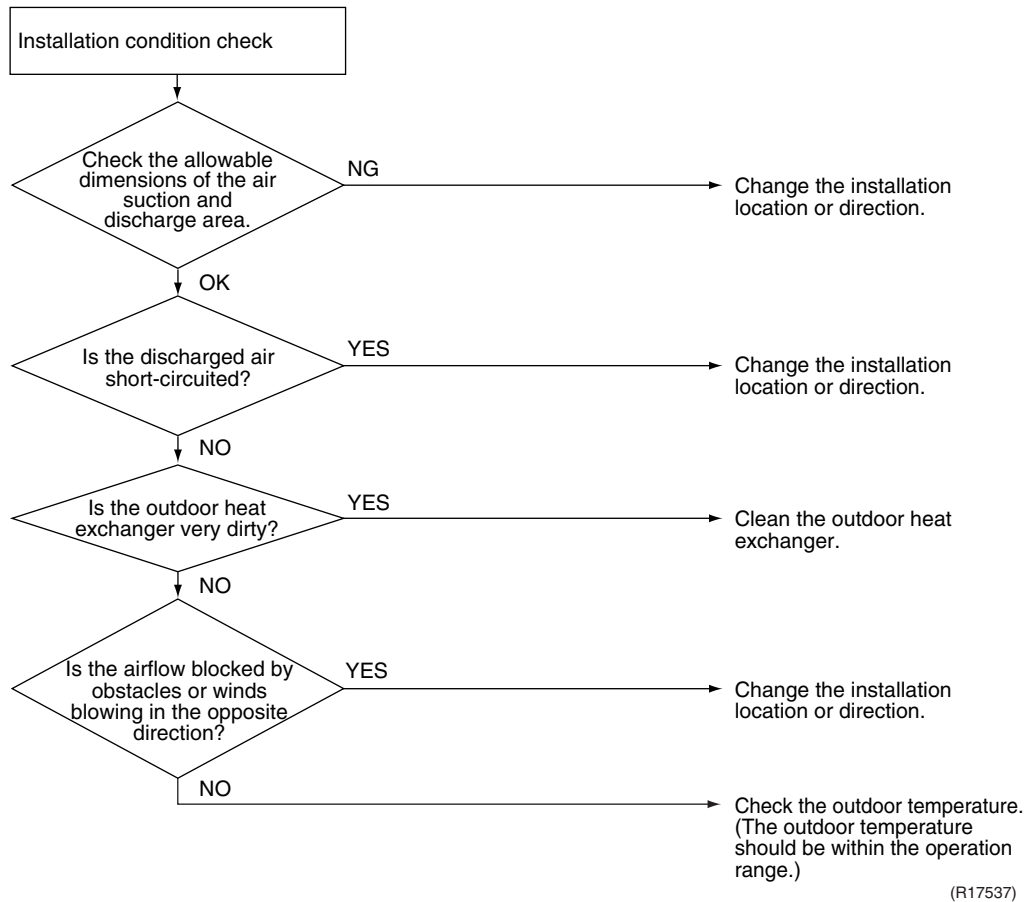 Installation condition check
Check the allowable
dimensions of the air
suction and
discharge area.
NG
Change the installation
location or direction.
OK
Is the discharged air
short-circuited?
YES
Change the installation
location or direction.
NO
Is the outdoor heat
exchanger very dirty?
YES
Clean the outdoor heat
exchanger.
NO
Is the airflow blocked by
obstacles or winds
blowing in the opposite
direction?
YES
Change the installation
location or direction.
NO
Check the outdoor temperature.
(The outdoor temperature
should be within the operation
range.)
(R17537)